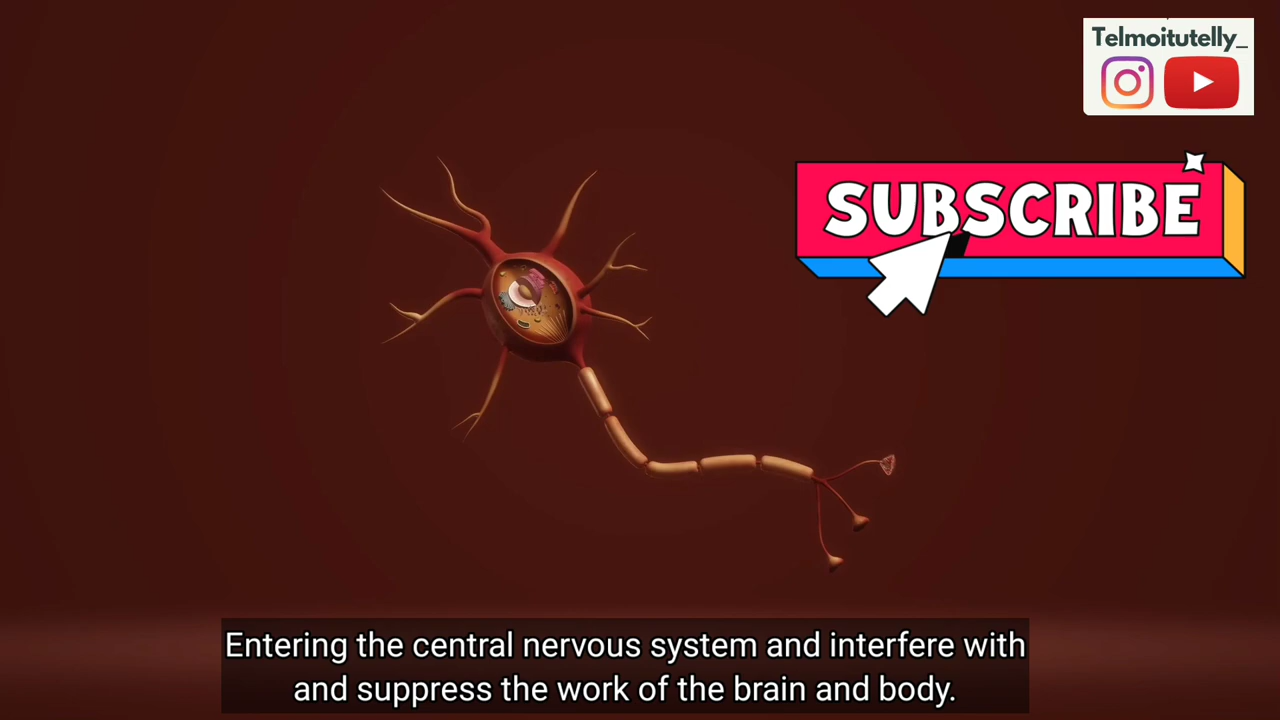 Telmoitutelly_
SUBSCRIBE
Entering the central nervous system and interfere with
and suppress the work of the brain and body.